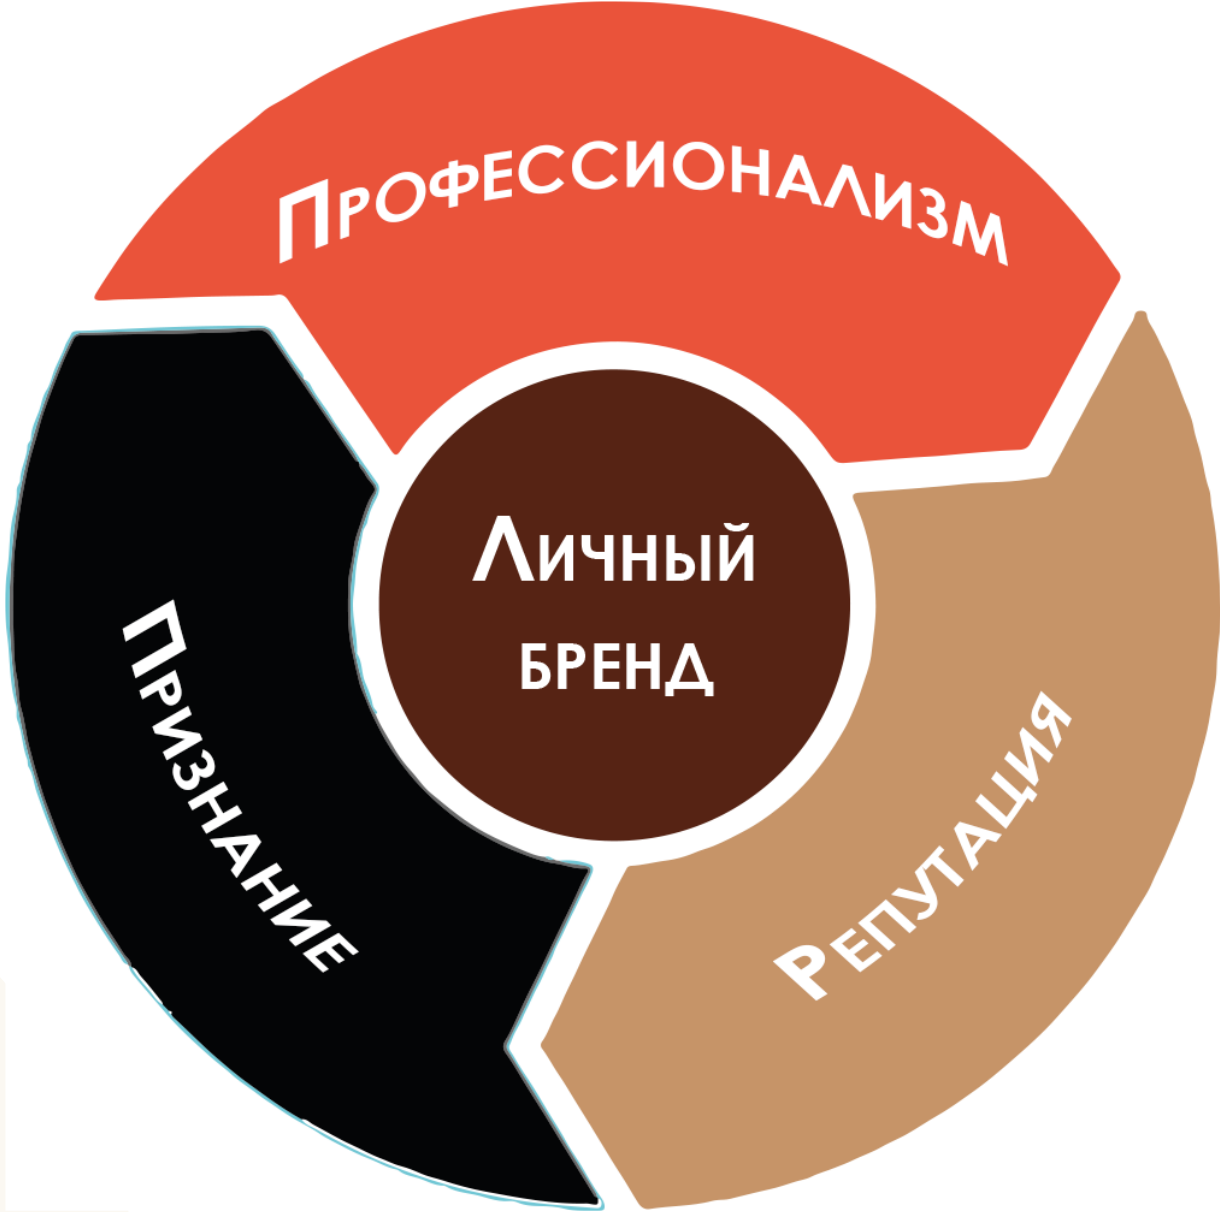 Профессионализм
Личный
бренд
Признание
Репутация